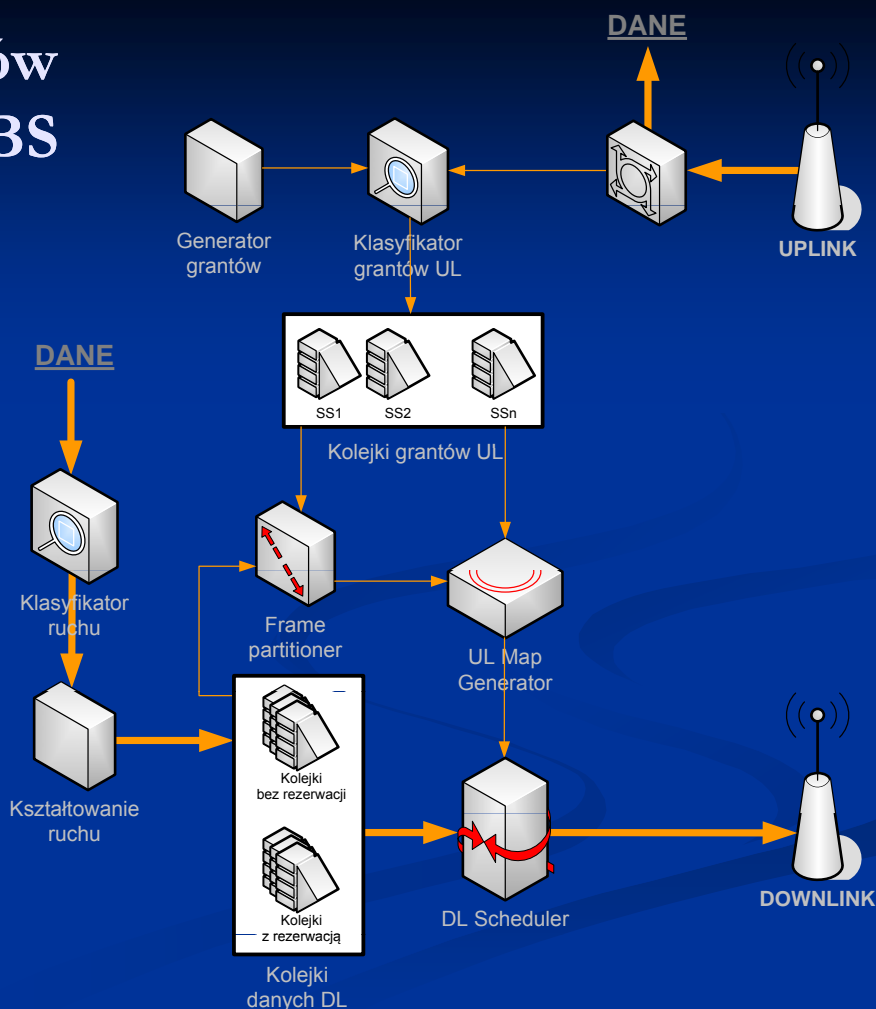 BS
DANE
UPLINK
Generator
grantów
Klasyfikator
grantów UL
SS1
SS2
SSn
Kolejki grantów UL
DANE
Klasyfikator
ruchu
Frame
partitioner
UL Map
Generator
Kształtowanie
ruchu
Kolejki
bez rezerwacji
Kolejki
z rezerwacją
Kolejki
danych DL
DL Scheduler
DOWNLINK